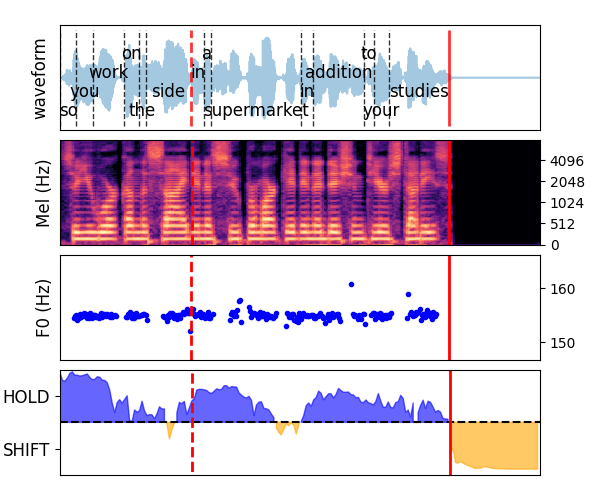 waveform
on a to
work in addition
you side in studies
so the supermarket your
Mel (Hz)
4096
2048
1024
512
0
F0 (Hz)
160
150
HOLD
SHIFT